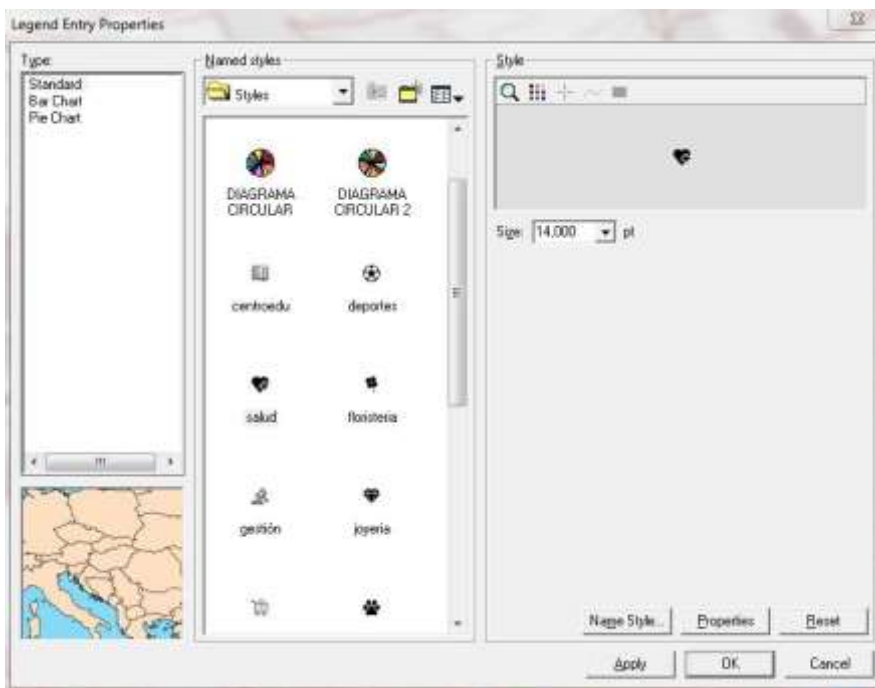 Legend Entry Properties
Type:
Standard
Bar Chart
Pie Chart
Named styles
Styles
DIAGRAMA CIRCULAR
DIAGRAMA CIRCULAR 2
centroedu
deportes
salud
floristeria
gestión
joyeria
Style
Size: 14,000 pt
Name Style...
Properties
Reset
Apply
OK
Cancel